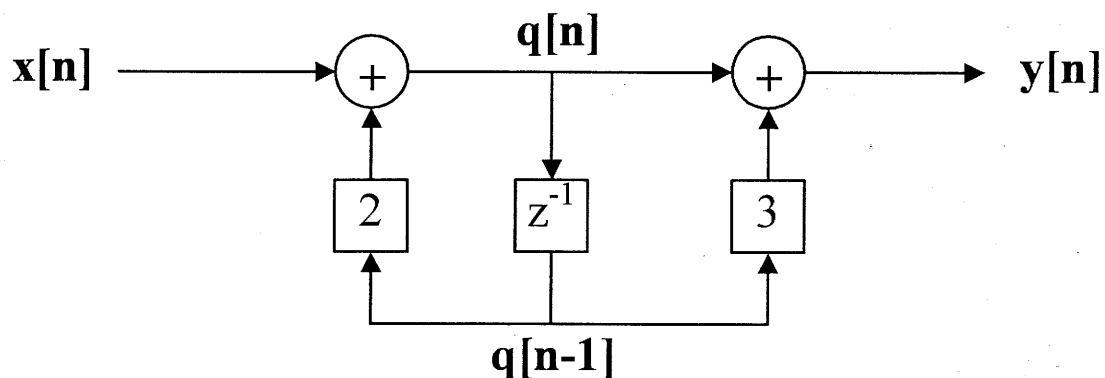 q[n]
x[n] + + y[n]
2 z^{-1} 3
q[n-1]